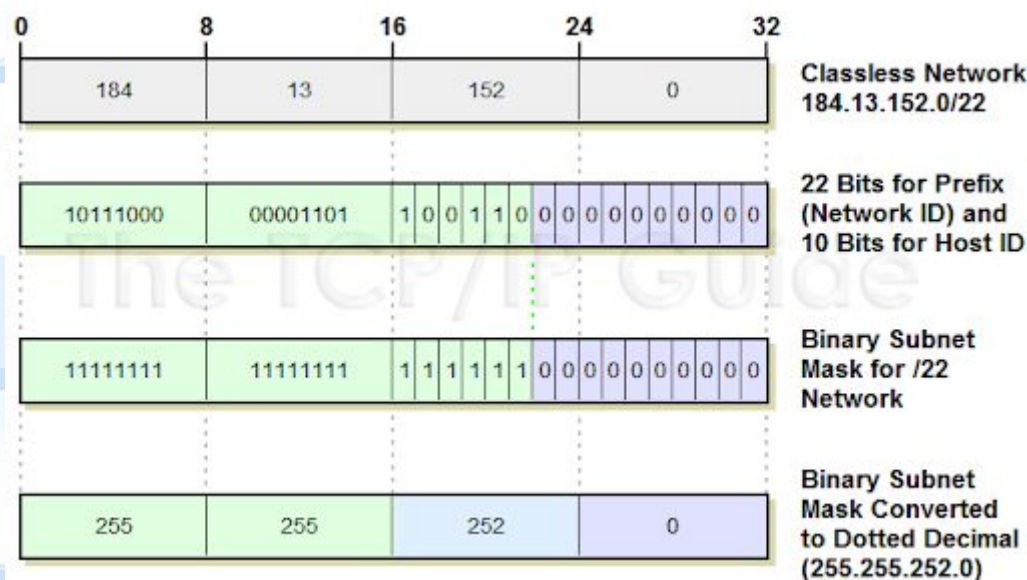 0 8 16 24 32
184 13 152 0
Classless Network
184.13.152.0/22
10111000 00001101 1 0 0 1 1 0 0 0 0 0 0 0 0 0 0 0
22 Bits for Prefix
(Network ID) and
10 Bits for Host ID
The TCP/IP Guide
11111111 11111111 1 1 1 1 1 1 0 0 0 0 0 0 0 0 0 0
Binary Subnet
Mask for /22
Network
255 255 252 0
Binary Subnet
Mask Converted
to Dotted Decimal
(255.255.252.0)